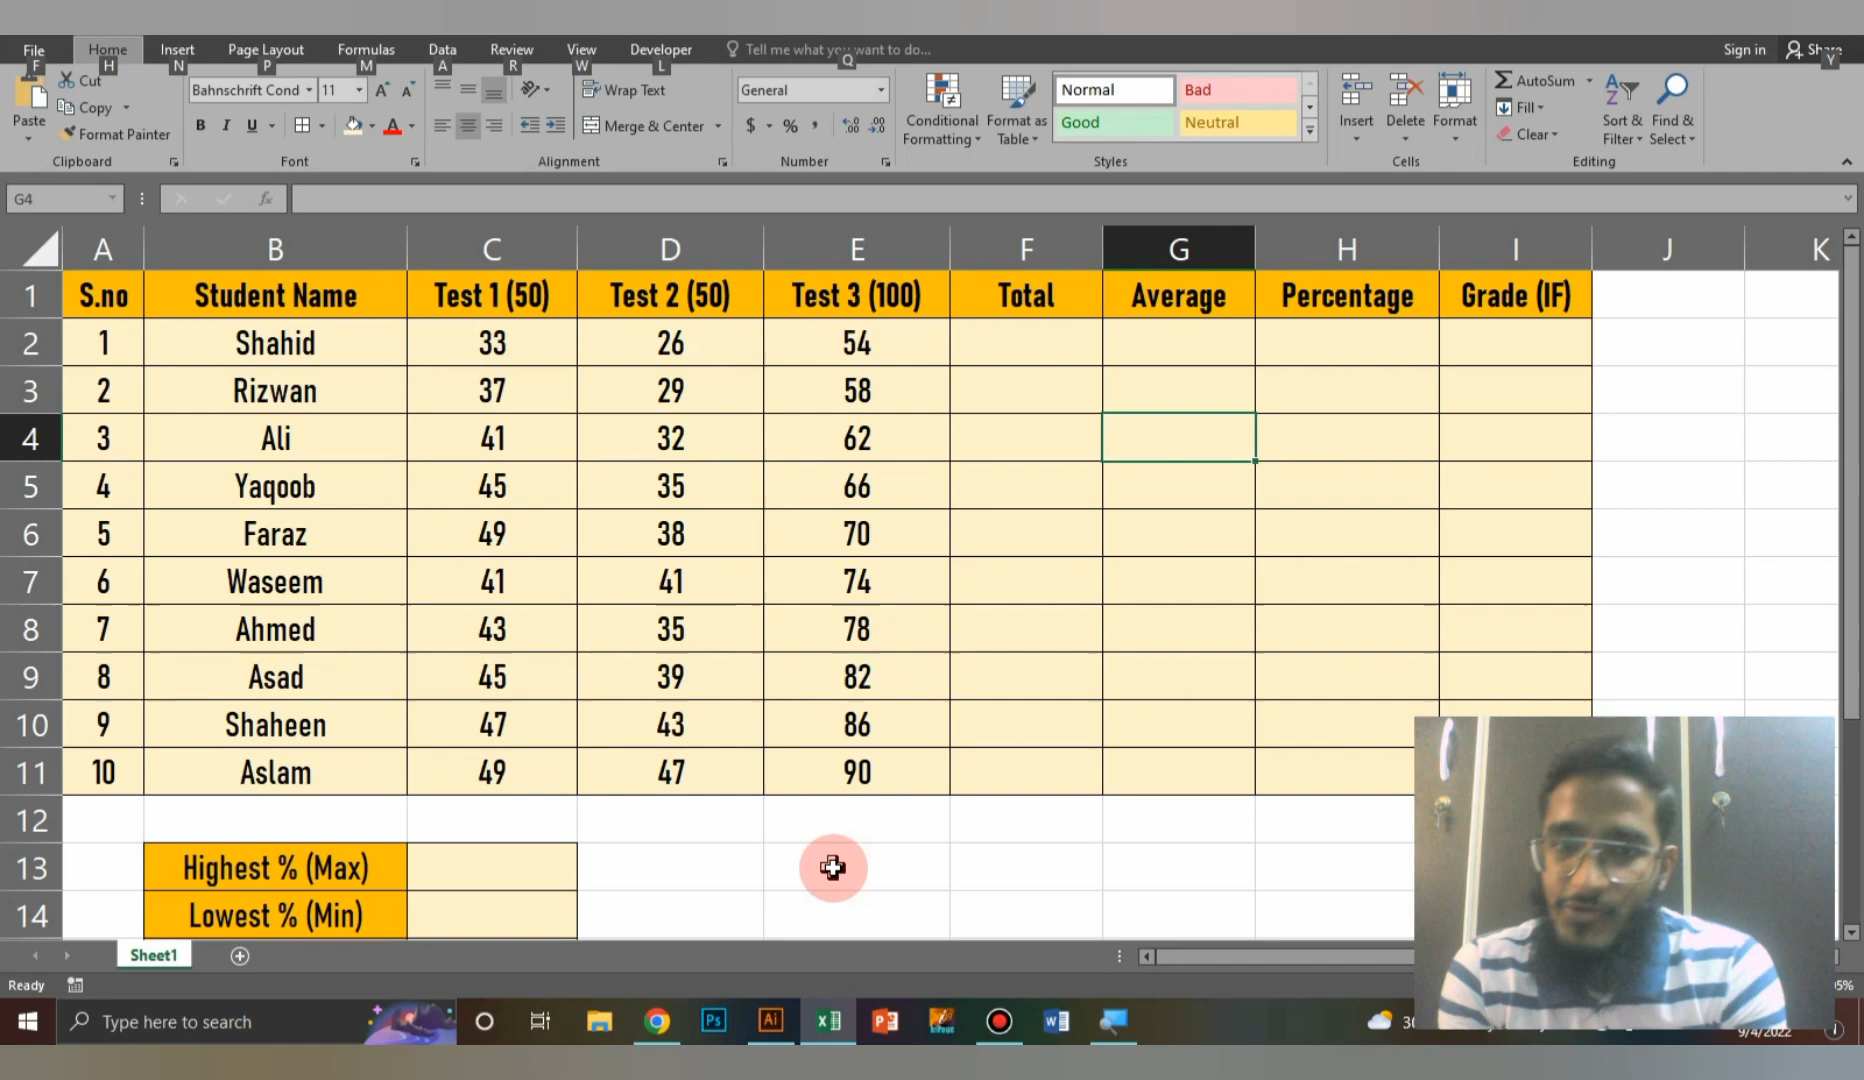 File Home Insert Page Layout Formulas Data Review View Developer Tell me what you want to do... Sign in Share
F H N P M A R W L Q Y
Cut
Copy
Format Painter
Paste
Clipboard
Bahnschrift Cond 11
B I U
Font
Wrap Text
Merge & Center
Alignment
General
$ % ,
Number
Conditional Formatting
Format as Table
Normal Bad
Good Neutral
Styles
Insert Delete Format
Cells
AutoSum
Fill
Clear
Sort & Filter
Find & Select
Editing
G4 fx
A B C D E F G H I J K
1 S.no Student Name Test 1 (50) Test 2 (50) Test 3 (100) Total Average Percentage Grade (IF)
2 1 Shahid 33 26 54
3 2 Rizwan 37 29 58
4 3 Ali 41 32 62
5 4 Yaqoob 45 35 66
6 5 Faraz 49 38 70
7 6 Waseem 41 41 74
8 7 Ahmed 43 35 78
9 8 Asad 45 39 82
10 9 Shaheen 47 43 86
11 10 Aslam 49 47 90
12
13 Highest % (Max)
14 Lowest % (Min)
Sheet1
Ready
Type here to search
Ps Ai
9/4/2022